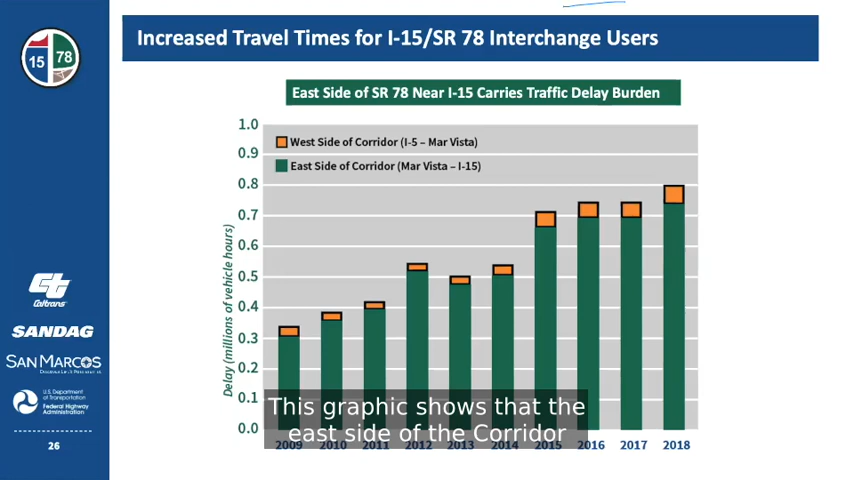 Increased Travel Times for I-15/SR 78 Interchange Users
15 78
East Side of SR 78 Near I-15 Carries Traffic Delay Burden
Delay (millions of vehicle hours)
1.0
0.9
0.8
0.7
0.6
0.5
0.4
0.3
0.2
0.1
0.0
West Side of Corridor (I-5 – Mar Vista)
East Side of Corridor (Mar Vista – I-15)
2009 2010 2011 2012 2013 2014 2015 2016 2017 2018
This graphic shows that the
east side of the Corridor
Caltrans
SANDAG
SAN MARCOS
U.S. Department
of Transportation
Federal Highway
Administration
26